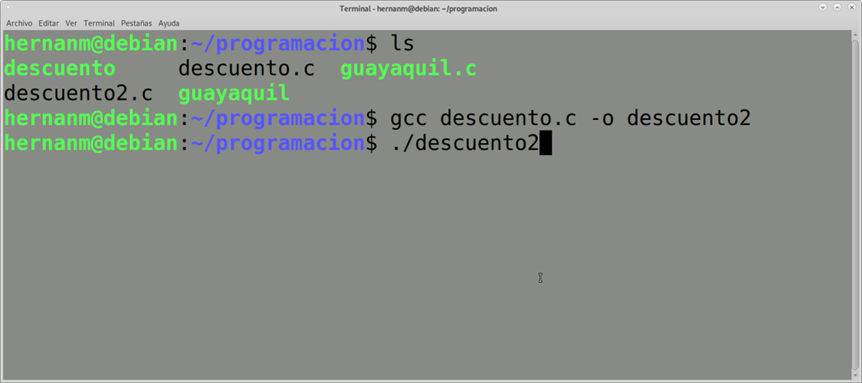 Terminal - hernanm@debian: ~/programacion
Archivo Editar Ver Terminal Pestañas Ayuda
hernanm@debian:~/programacion$ ls
descuento descuento.c guayaquil.c
descuento2.c guayaquil
hernanm@debian:~/programacion$ gcc descuento.c -o descuento2
hernanm@debian:~/programacion$ ./descuento2